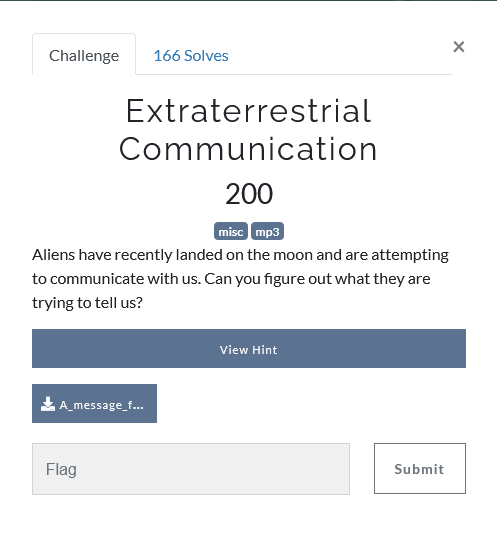 Challenge
166 Solves
×
Extraterrestrial
Communication
200
misc mp3
Aliens have recently landed on the moon and are attempting
to communicate with us. Can you figure out what they are
trying to tell us?
View Hint
A_message_f...
Flag
Submit